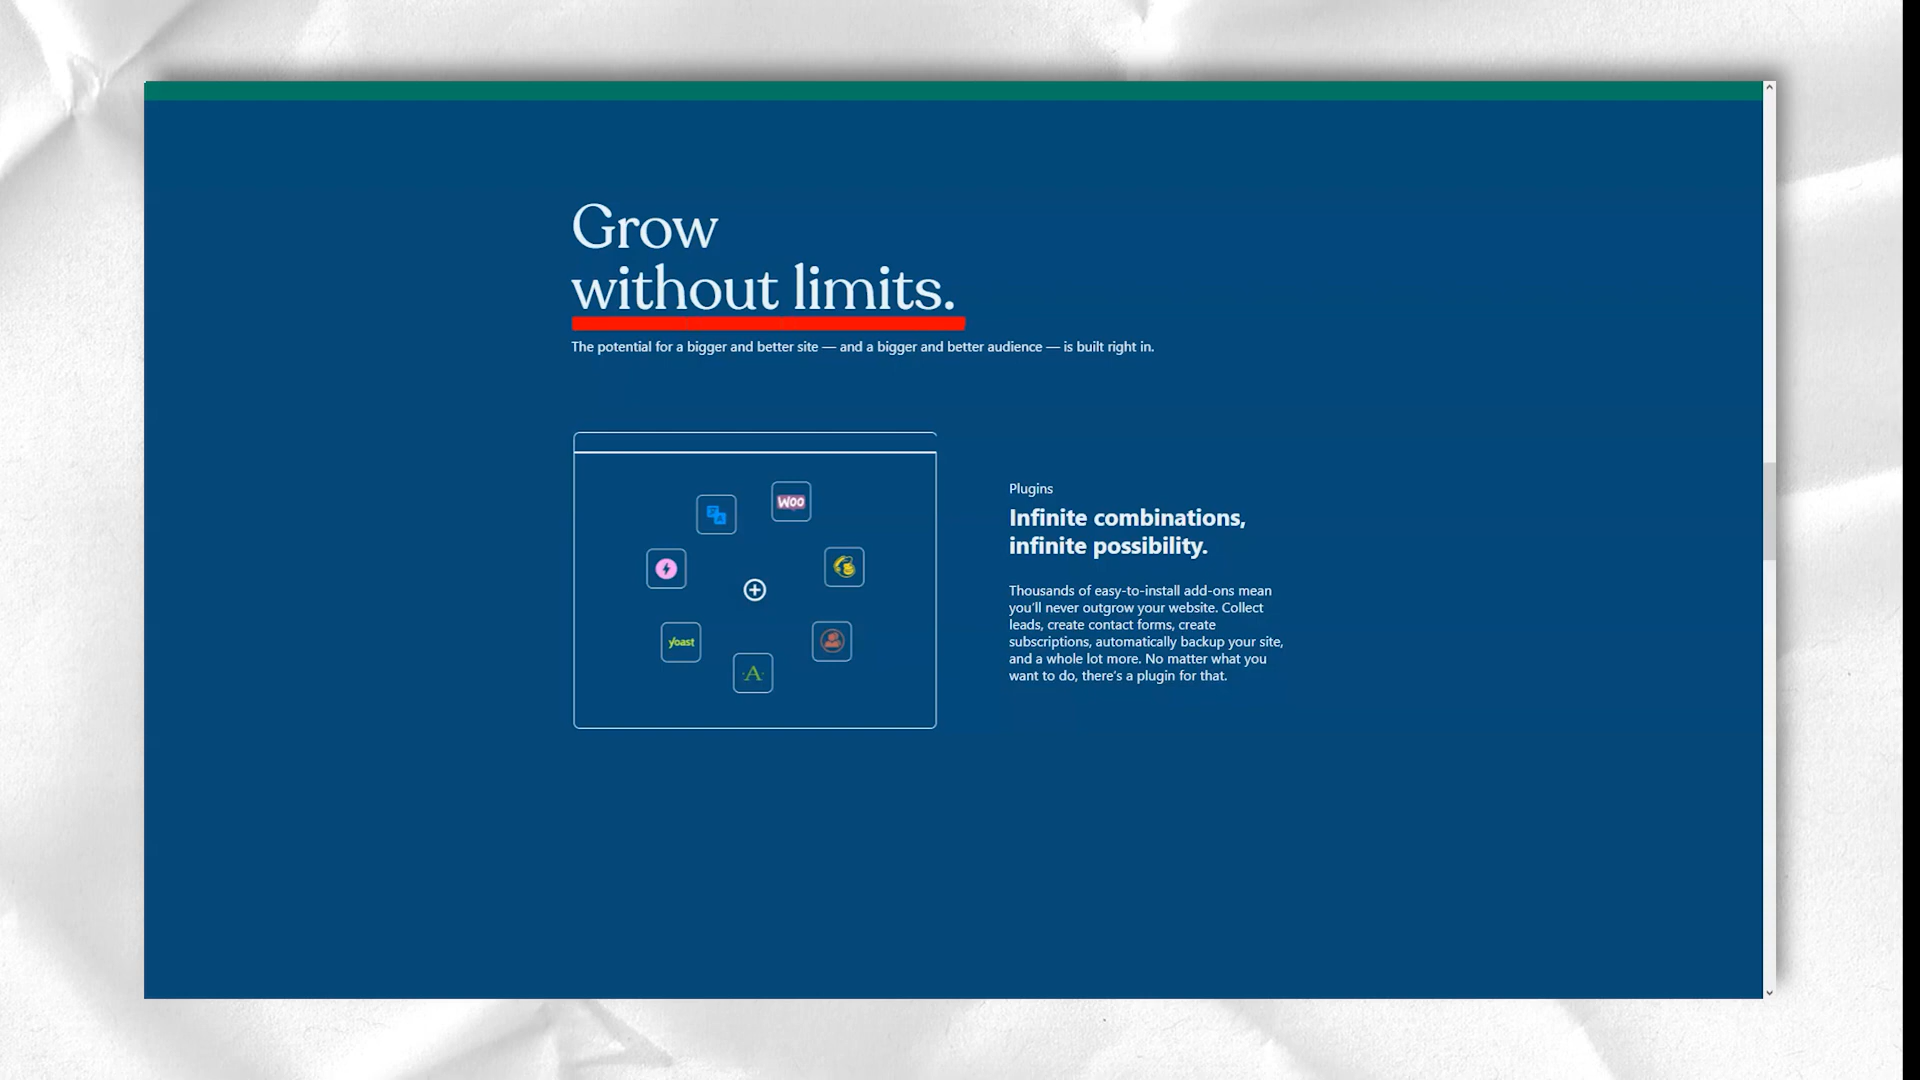 Grow
without limits.
The potential for a bigger and better site — and a bigger and better audience — is built right in.
Woo
yoast
A
Plugins
Infinite combinations,
infinite possibility.
Thousands of easy-to-install add-ons mean
you’ll never outgrow your website. Collect
leads, create contact forms, create
subscriptions, automatically backup your site,
and a whole lot more. No matter what you
want to do, there’s a plugin for that.